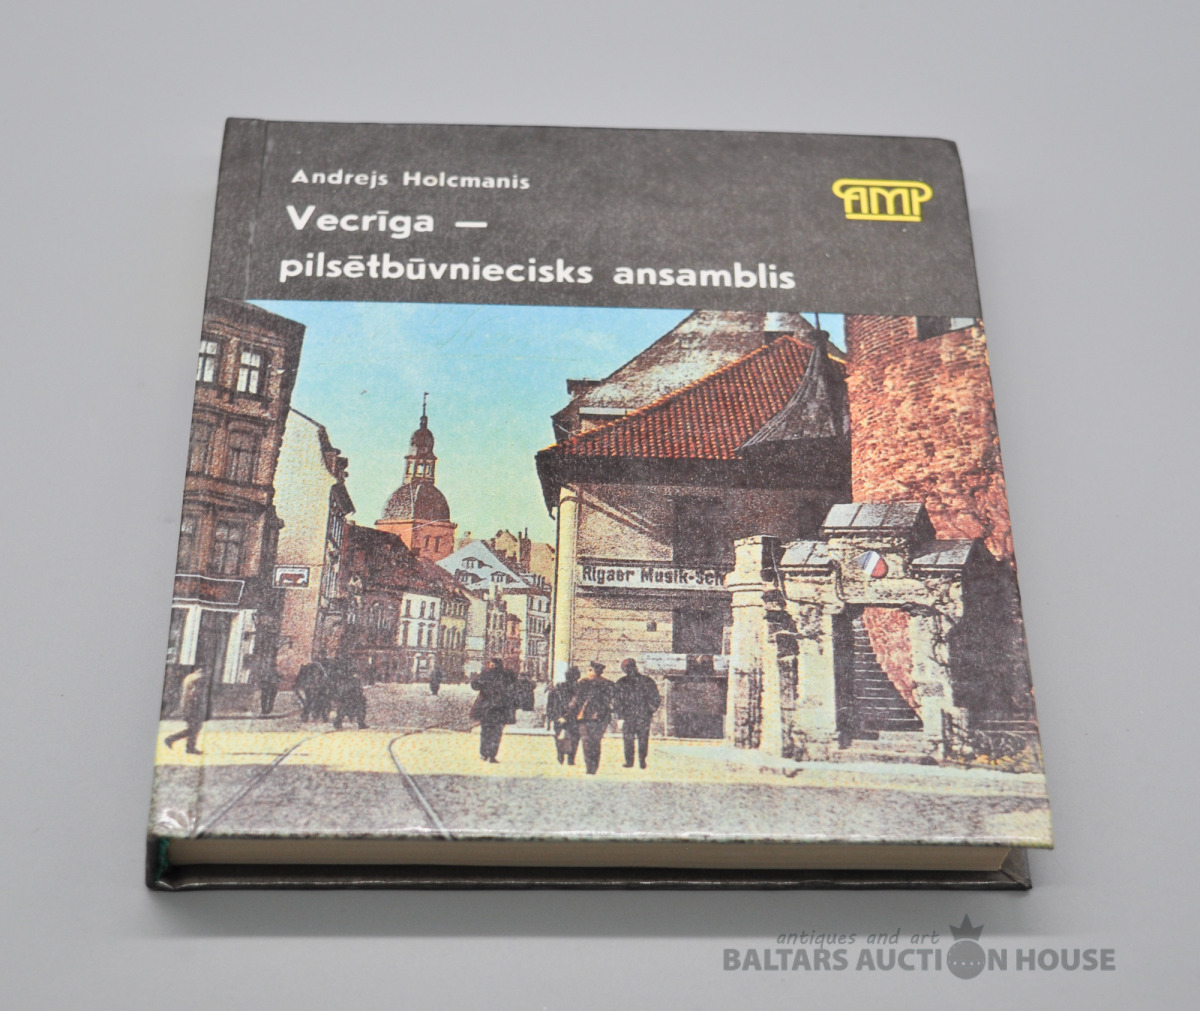 Andrejs Holcmanis
AMP
Vecrīga —
pilsētbūvniecisks ansamblis
Rigaer Musik-Sch
antiques and art
BALTARS AUCTION HOUSE